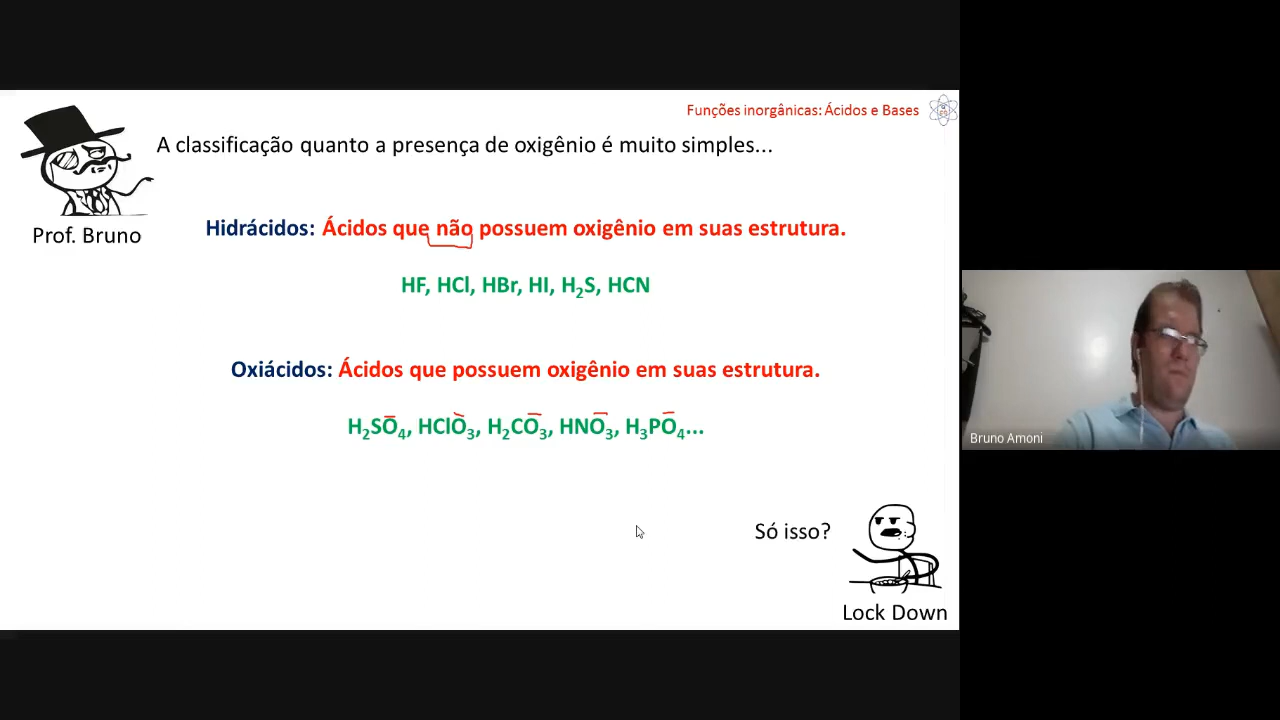 Funções inorgânicas: Ácidos e Bases
A classificação quanto a presença de oxigênio é muito simples...
Prof. Bruno
Hidrácidos: Ácidos que não possuem oxigênio em suas estrutura.
HF, HCl, HBr, HI, H₂S, HCN
Oxiácidos: Ácidos que possuem oxigênio em suas estrutura.
H₂SO₄, HClO₃, H₂CO₃, HNO₃, H₃PO₄...
Bruno Amoni
Só isso?
Lock Down